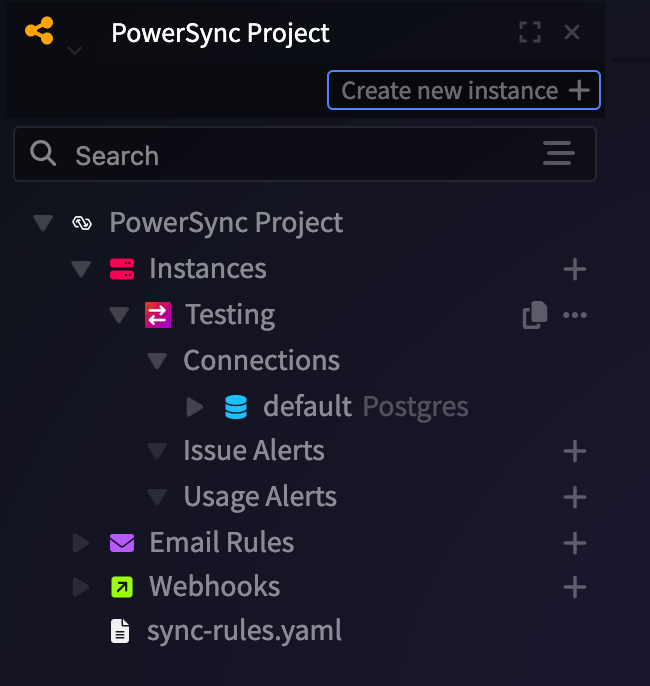 PowerSync Project
Create new instance
Search
PowerSync Project
Instances
Testing
Connections
default Postgres
Issue Alerts
Usage Alerts
Email Rules
Webhooks
sync-rules.yaml